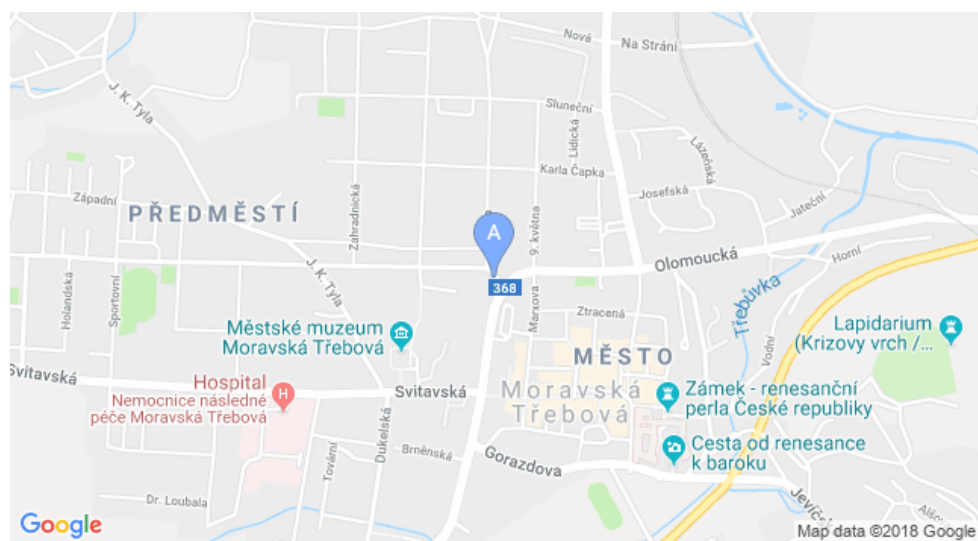 Nová
Na Stráni
J. K. Tyla
Sluneční
Lidická
Karla Čapka
Lázeňská
Josefská
Západní
PŘEDMĚSTÍ
Zahradnická
9. května
Jateční
A
Olomoucká
Horní
368
J. K. Tyla
Holandská
Sportovní
Marxova
Ztracená
Třebůvka
Vodní
Městské muzeum
Moravská Třebová
Lapidarium
(Krizovy vrch /...
MĚSTO
Svitavská
Hospital
Nemocnice následné
péče Moravská Třebová
H
Svitavská
Moravská
Třebová
Zámek - renesanční
perla České republiky
Dukelská
Tovární
Brněnská
Gorazdova
Cesta od renesance
k baroku
Dr. Loubala
Google
Map data ©2018 Google